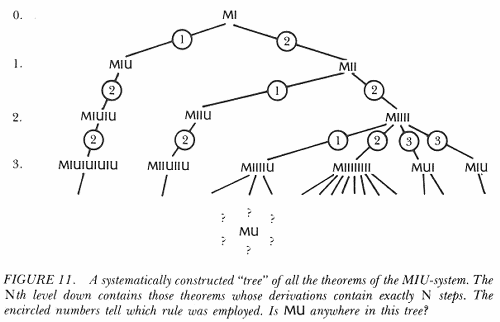 0. MI
1 2
1. MIU MII
2 1 2
2. MIUIU MIIU MIIII
2 2 1 2 3 3
3. MIUIUIUIU MIIUIIU MIIIIU MIIIIIIII MUI MIU
? ? ?
? MU ?
? ?
FIGURE 11. A systematically constructed “tree” of all the theorems of the MIU-system. The
Nth level down contains those theorems whose derivations contain exactly N steps. The
encircled numbers tell which rule was employed. Is MU anywhere in this tree?